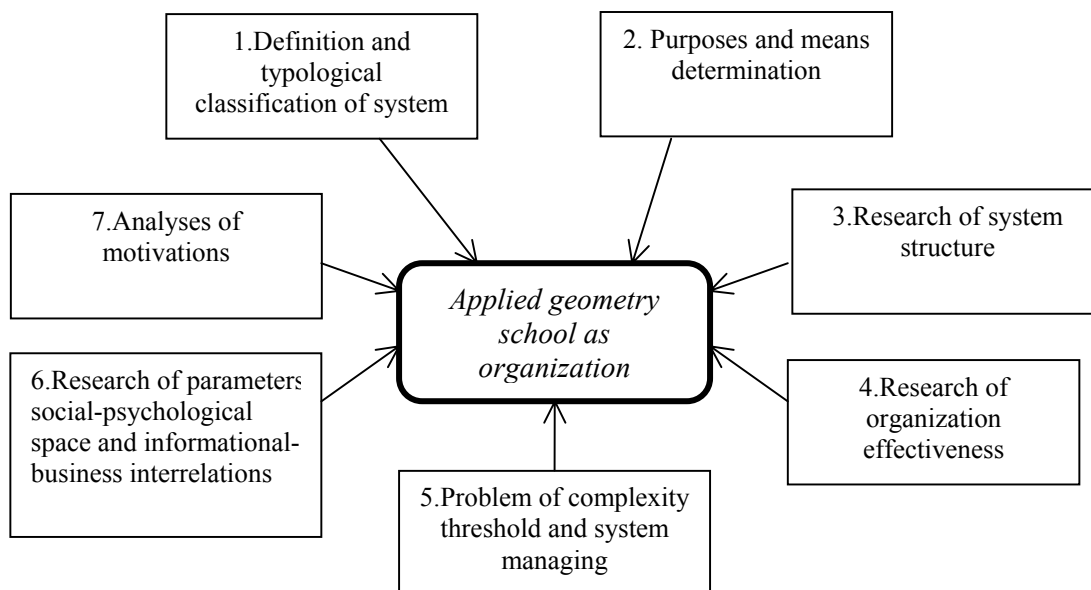 1.Definition and
typological
classification of system
2. Purposes and means
determination
3.Research of system
structure
4.Research of
organization
effectiveness
5.Problem of complexity
threshold and system
managing
6.Research of parameters
social-psychological
space and informational-
business interrelations
7.Analyses of
motivations
Applied geometry
school as
organization